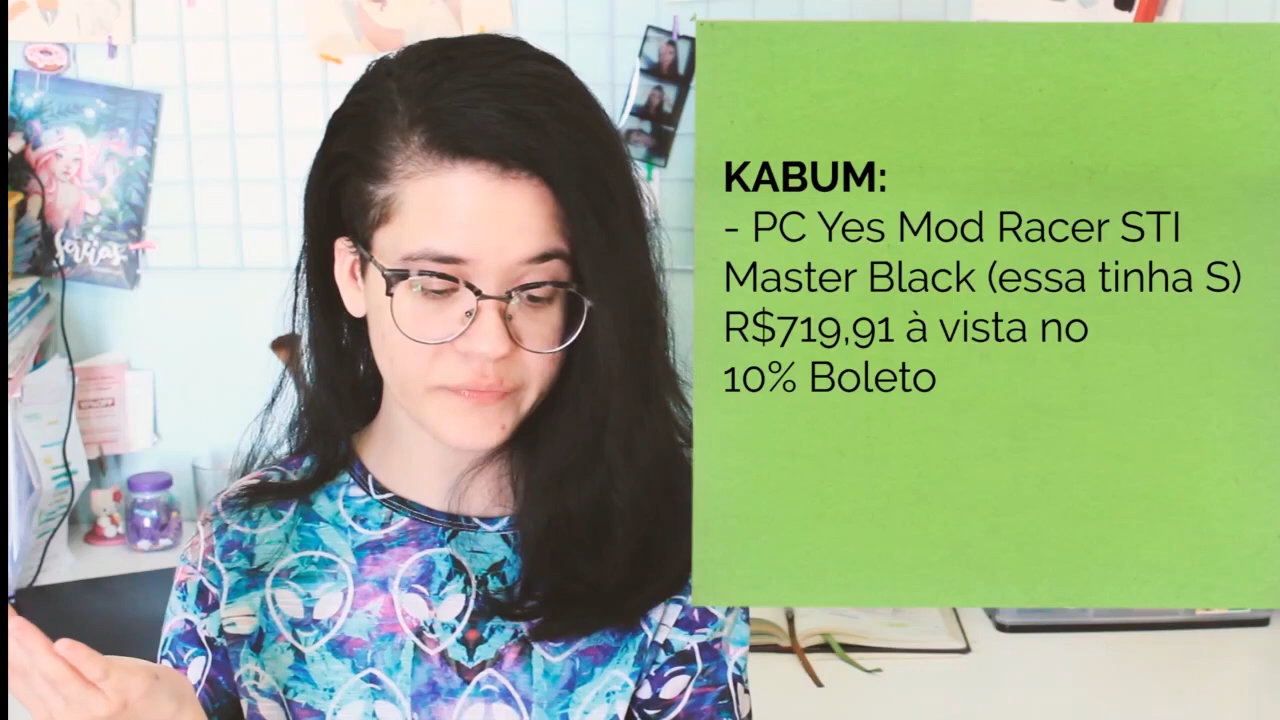 KABUM:
- PC Yes Mod Racer STI
Master Black (essa tinha S)
R$719,91 à vista no
10% Boleto